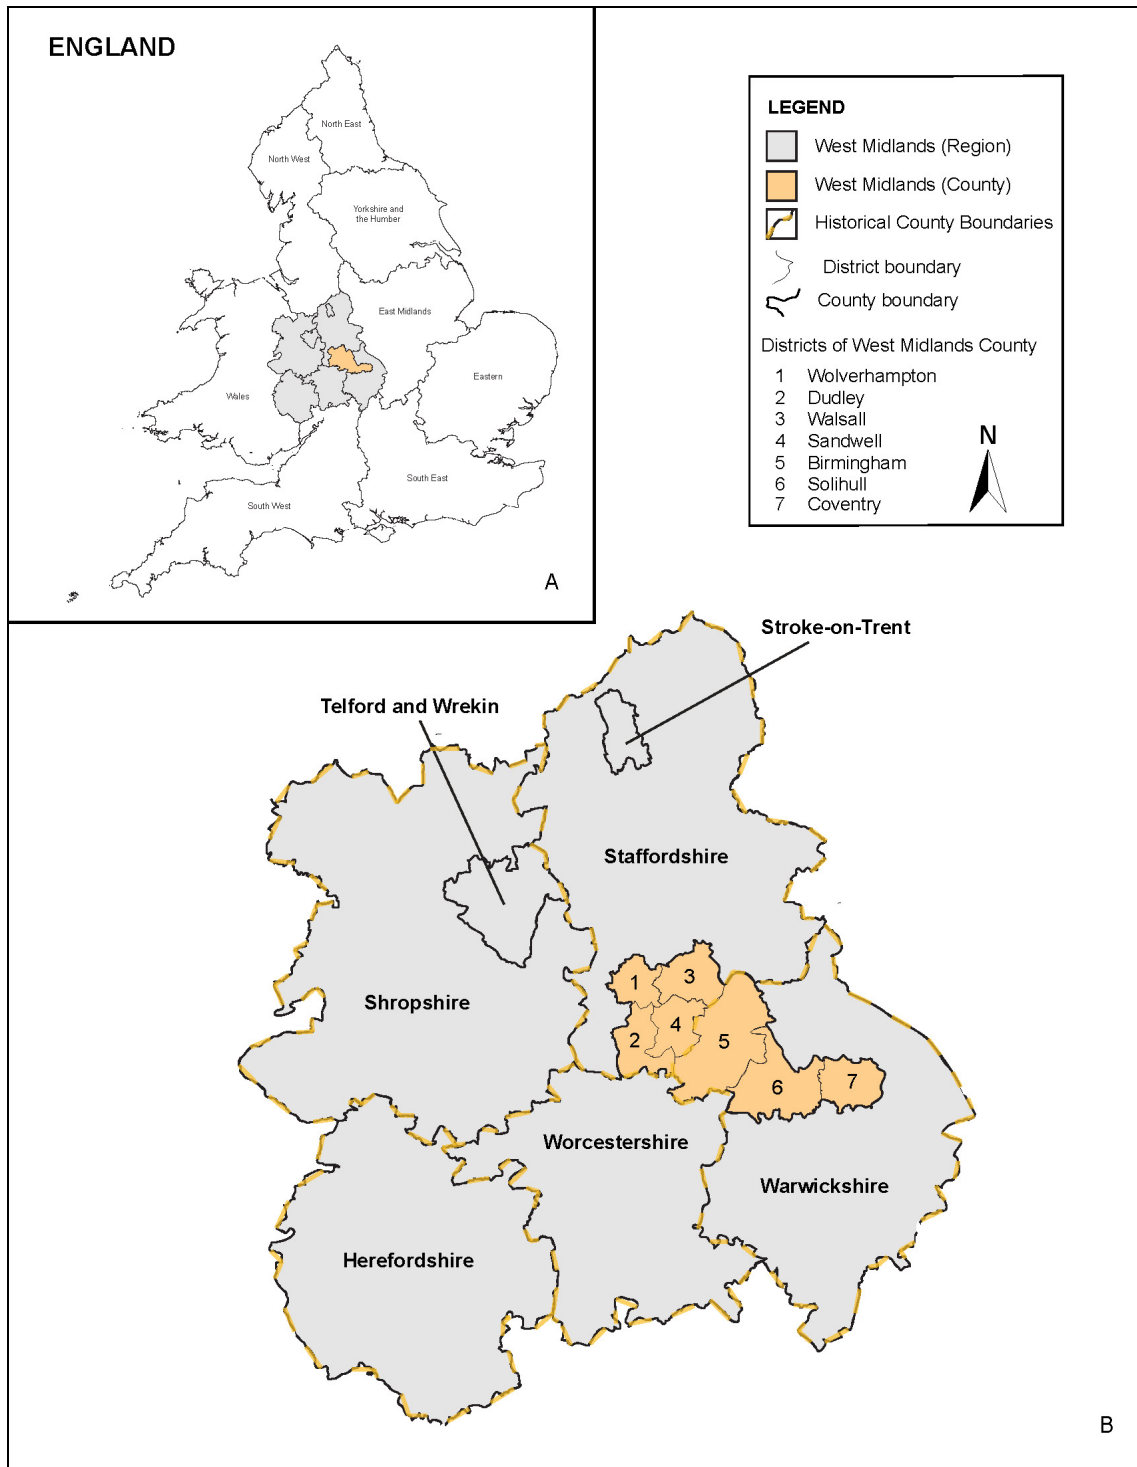 ENGLAND
North East
North West
Yorkshire and
the Humber
East Midlands
Eastern
Wales
South East
South West
A
LEGEND
West Midlands (Region)
West Midlands (County)
Historical County Boundaries
District boundary
County boundary
Districts of West Midlands County
1 Wolverhampton
2 Dudley
3 Walsall
4 Sandwell
5 Birmingham
6 Solihull
7 Coventry
N
Stroke-on-Trent
Telford and Wrekin
Staffordshire
Shropshire
1
3
4
2
5
6
7
Worcestershire
Warwickshire
Herefordshire
B